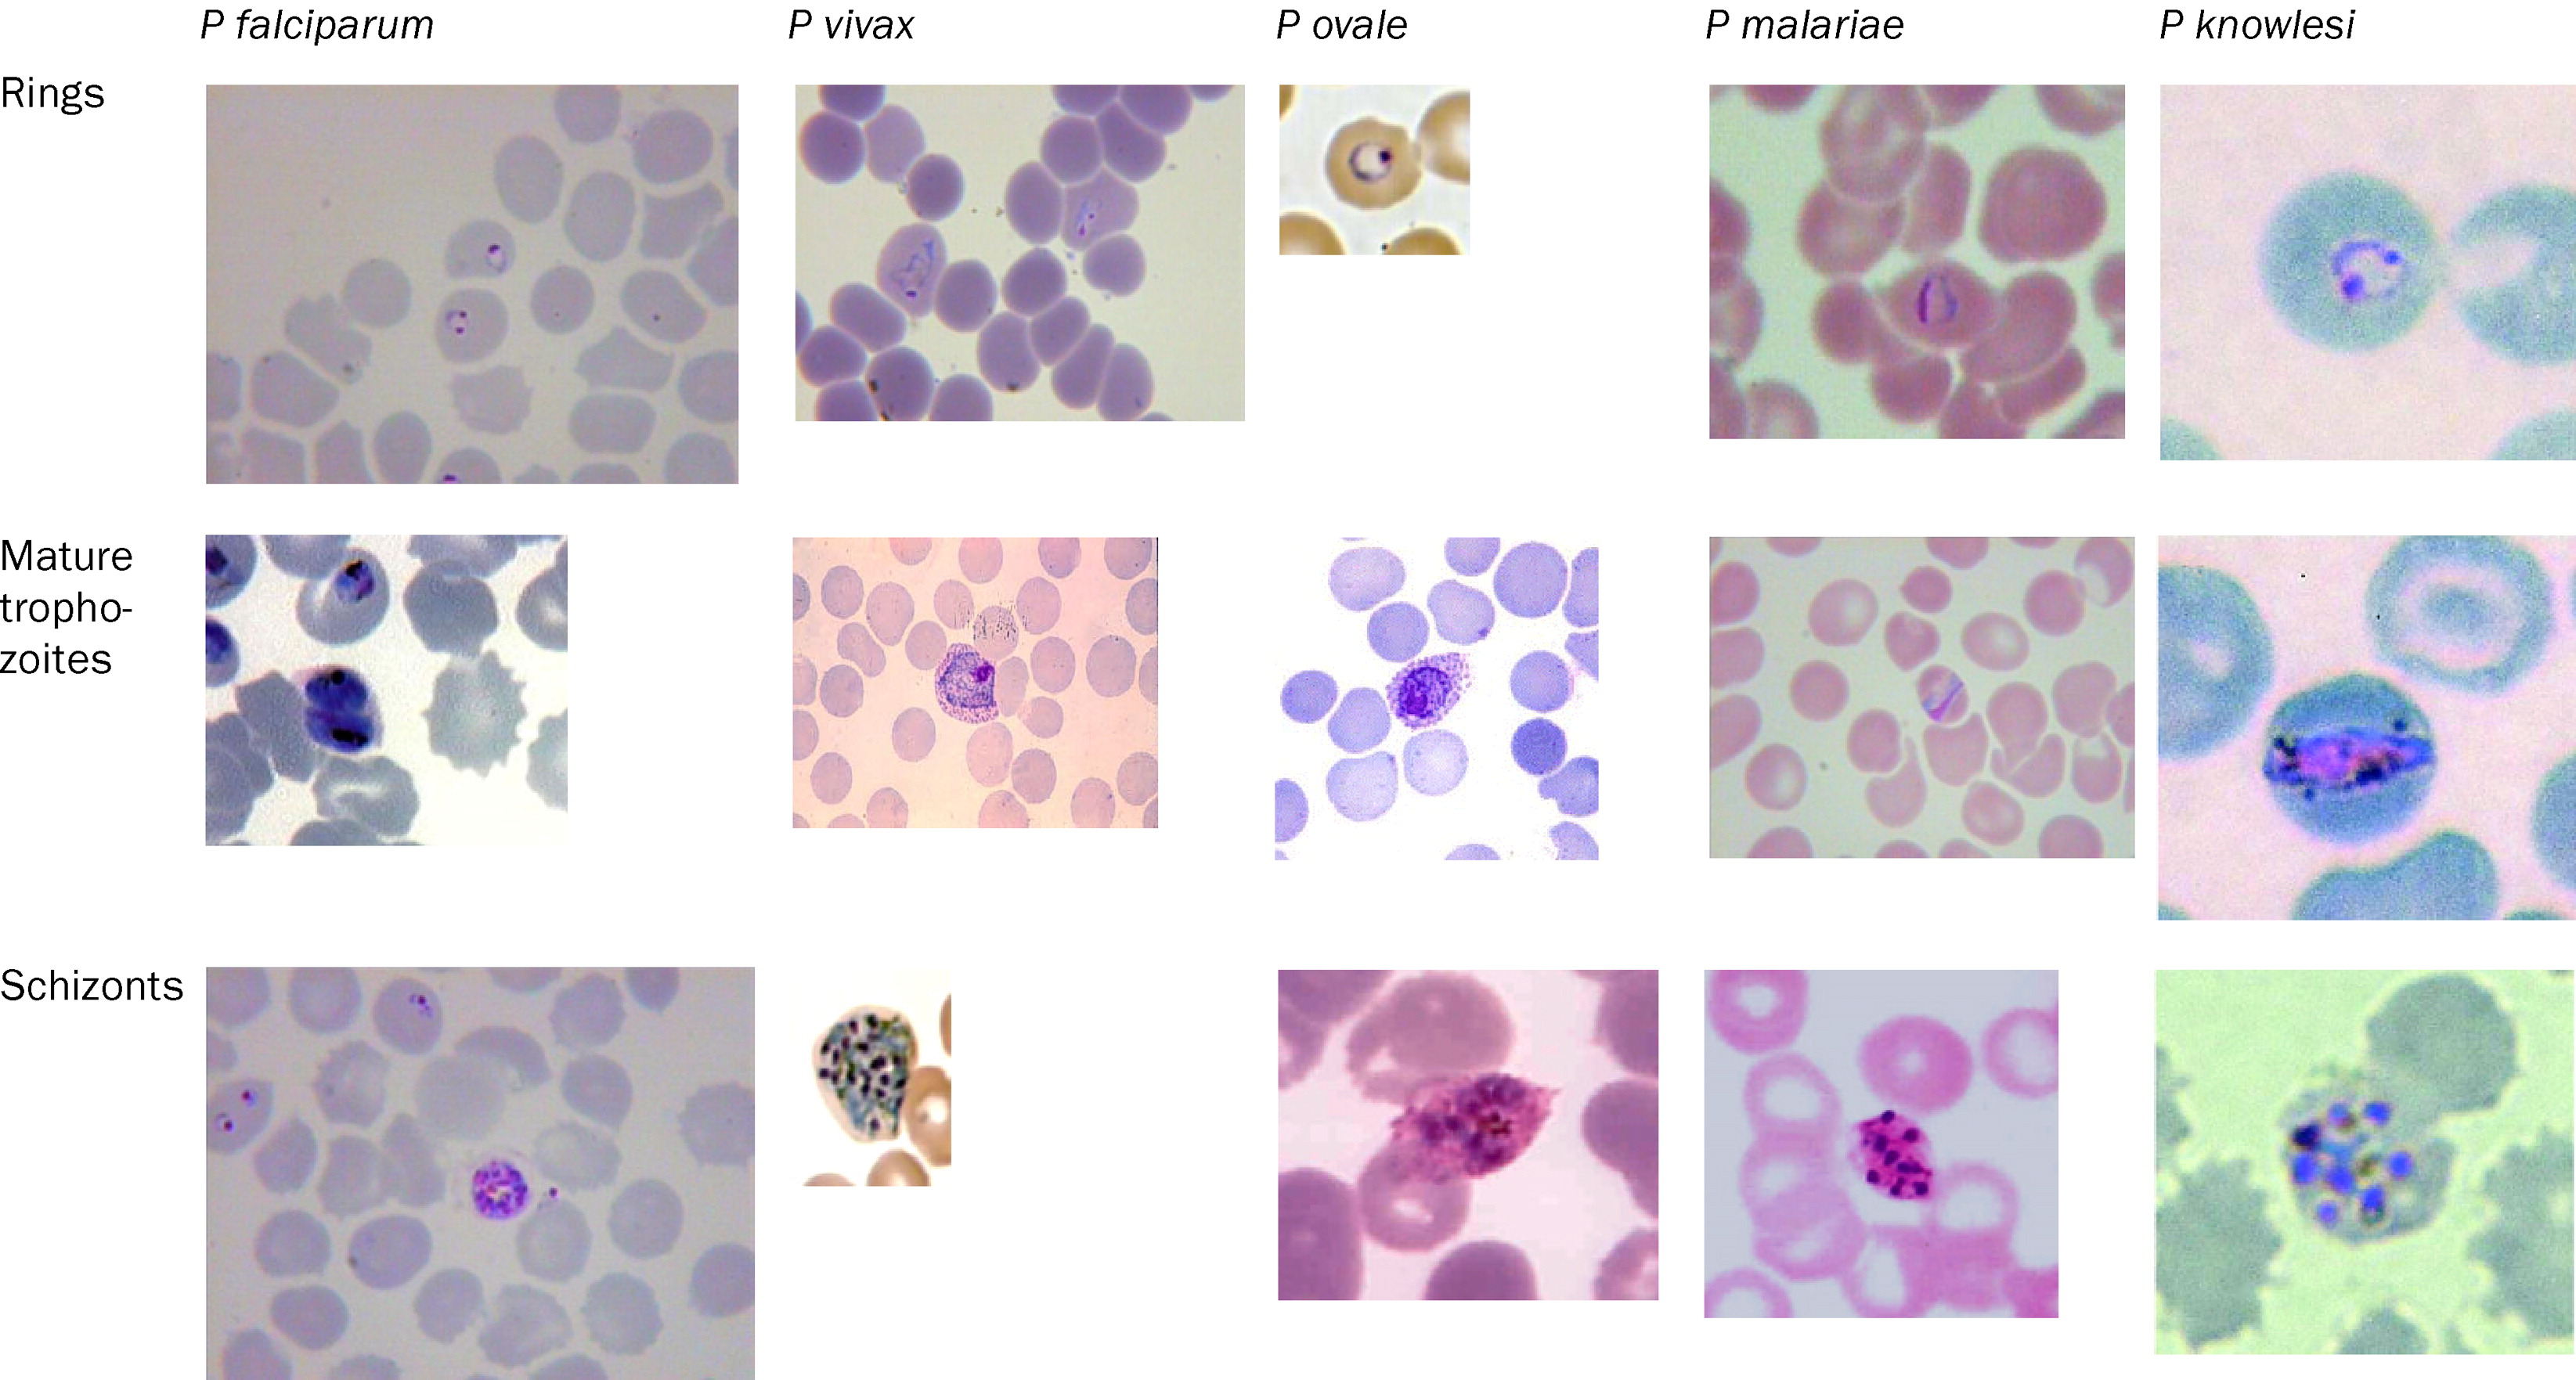 P falciparum P vivax P ovale P malariae P knowlesi
Rings
Mature
tropho-
zoites
Schizonts